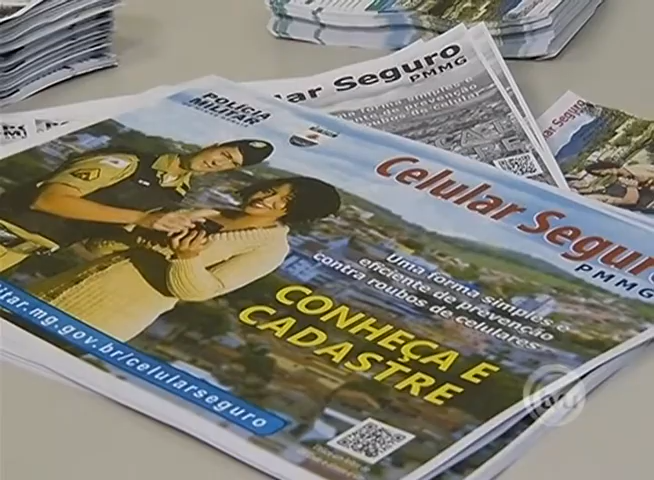 POLÍCIA
MILITAR
Celular Seguro
PMMG
Uma forma simples e
eficiente de prevenção
contra roubos de celulares
CONHEÇA E
CADASTRE
itar.mg.gov.br/celularseguro
ar Seguro
PMMG
Seguro
tvu